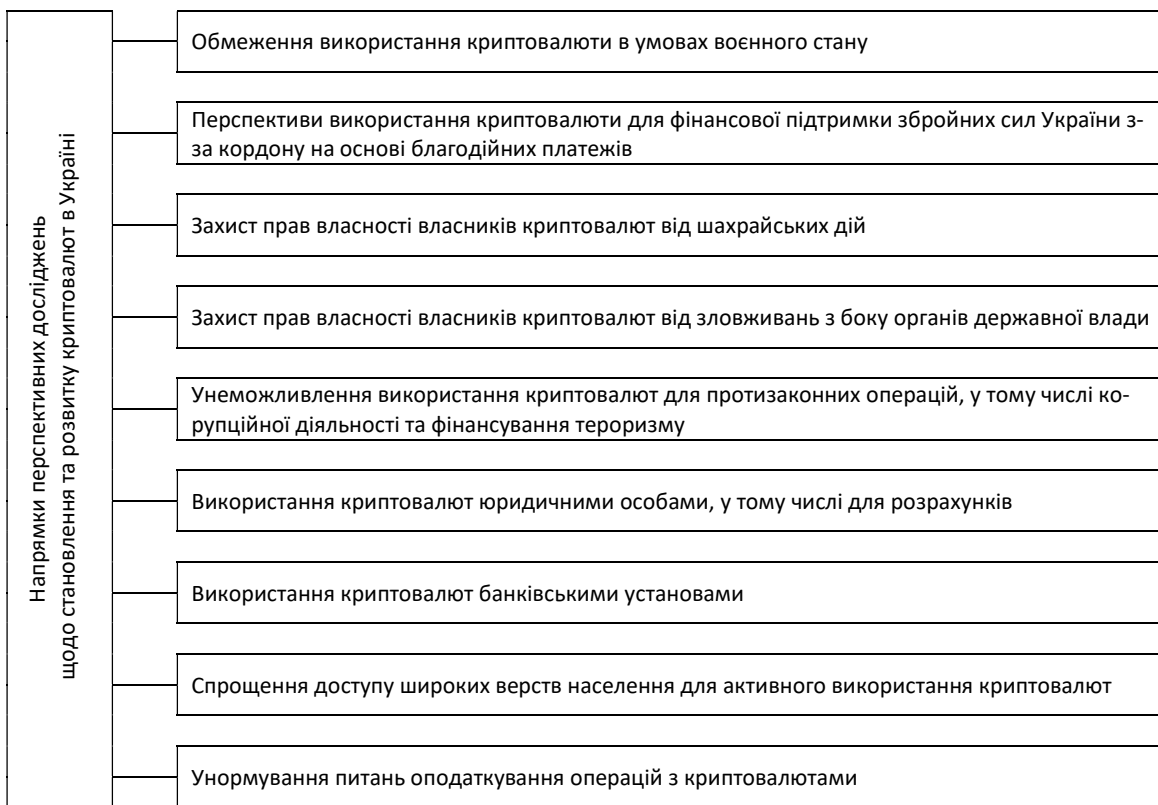 Напрямки перспективних досліджень
щодо становлення та розвитку криптовалют в Україні
Обмеження використання криптовалюти в умовах воєнного стану
Перспективи використання криптовалюти для фінансової підтримки збройних сил України з-
за кордону на основі благодійних платежів
Захист прав власності власників криптовалют від шахрайських дій
Захист прав власності власників криптовалют від зловживань з боку органів державної влади
Унеможливлення використання криптовалют для протизаконних операцій, у тому числі ко-
рупційної діяльності та фінансування тероризму
Використання криптовалют юридичними особами, у тому числі для розрахунків
Використання криптовалют банківськими установами
Спрощення доступу широких верств населення для активного використання криптовалют
Унормування питань оподаткування операцій з криптовалютами